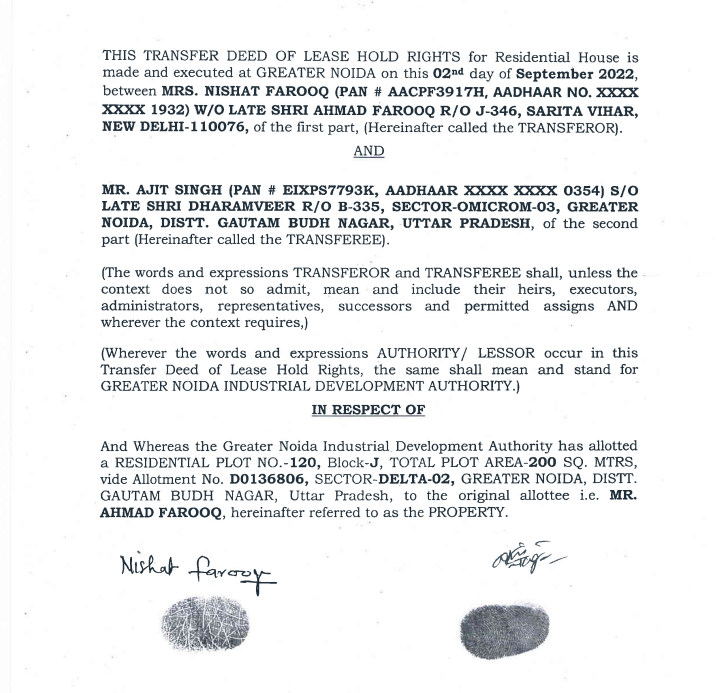 THIS TRANSFER DEED OF LEASE HOLD RIGHTS for Residential House is
made and executed at GREATER NOIDA on this 02nd day of September 2022,
between MRS. NISHAT FAROOQ (PAN # AACPF3917H, AADHAAR NO. XXXX
XXXX 1932) W/O LATE SHRI AHMAD FAROOQ R/O J-346, SARITA VIHAR,
NEW DELHI-110076, of the first part, (Hereinafter called the TRANSFEROR).
AND
MR. AJIT SINGH (PAN # EIXPS7793K, AADHAAR XXXX XXXX 0354) S/O
LATE SHRI DHARAMVEER R/O B-335, SECTOR-OMICROM-03, GREATER
NOIDA, DISTT. GAUTAM BUDH NAGAR, UTTAR PRADESH, of the second
part (Hereinafter called the TRANSFEREE).
(The words and expressions TRANSFEROR and TRANSFEREE shall, unless the
context does not so admit, mean and include their heirs, executors,
administrators, representatives, successors and permitted assigns AND
wherever the context requires,)
(Wherever the words and expressions AUTHORITY/ LESSOR occur in this
Transfer Deed of Lease Hold Rights, the same shall mean and stand for
GREATER NOIDA INDUSTRIAL DEVELOPMENT AUTHORITY.)
IN RESPECT OF
And Whereas the Greater Noida Industrial Development Authority has allotted
a RESIDENTIAL PLOT NO.-120, Block-J, TOTAL PLOT AREA-200 SQ. MTRS,
vide Allotment No. D0136806, SECTOR-DELTA-02, GREATER NOIDA, DISTT.
GAUTAM BUDH NAGAR, Uttar Pradesh, to the original allottee i.e. MR.
AHMAD FAROOQ, hereinafter referred to as the PROPERTY.
Nishat Farooq